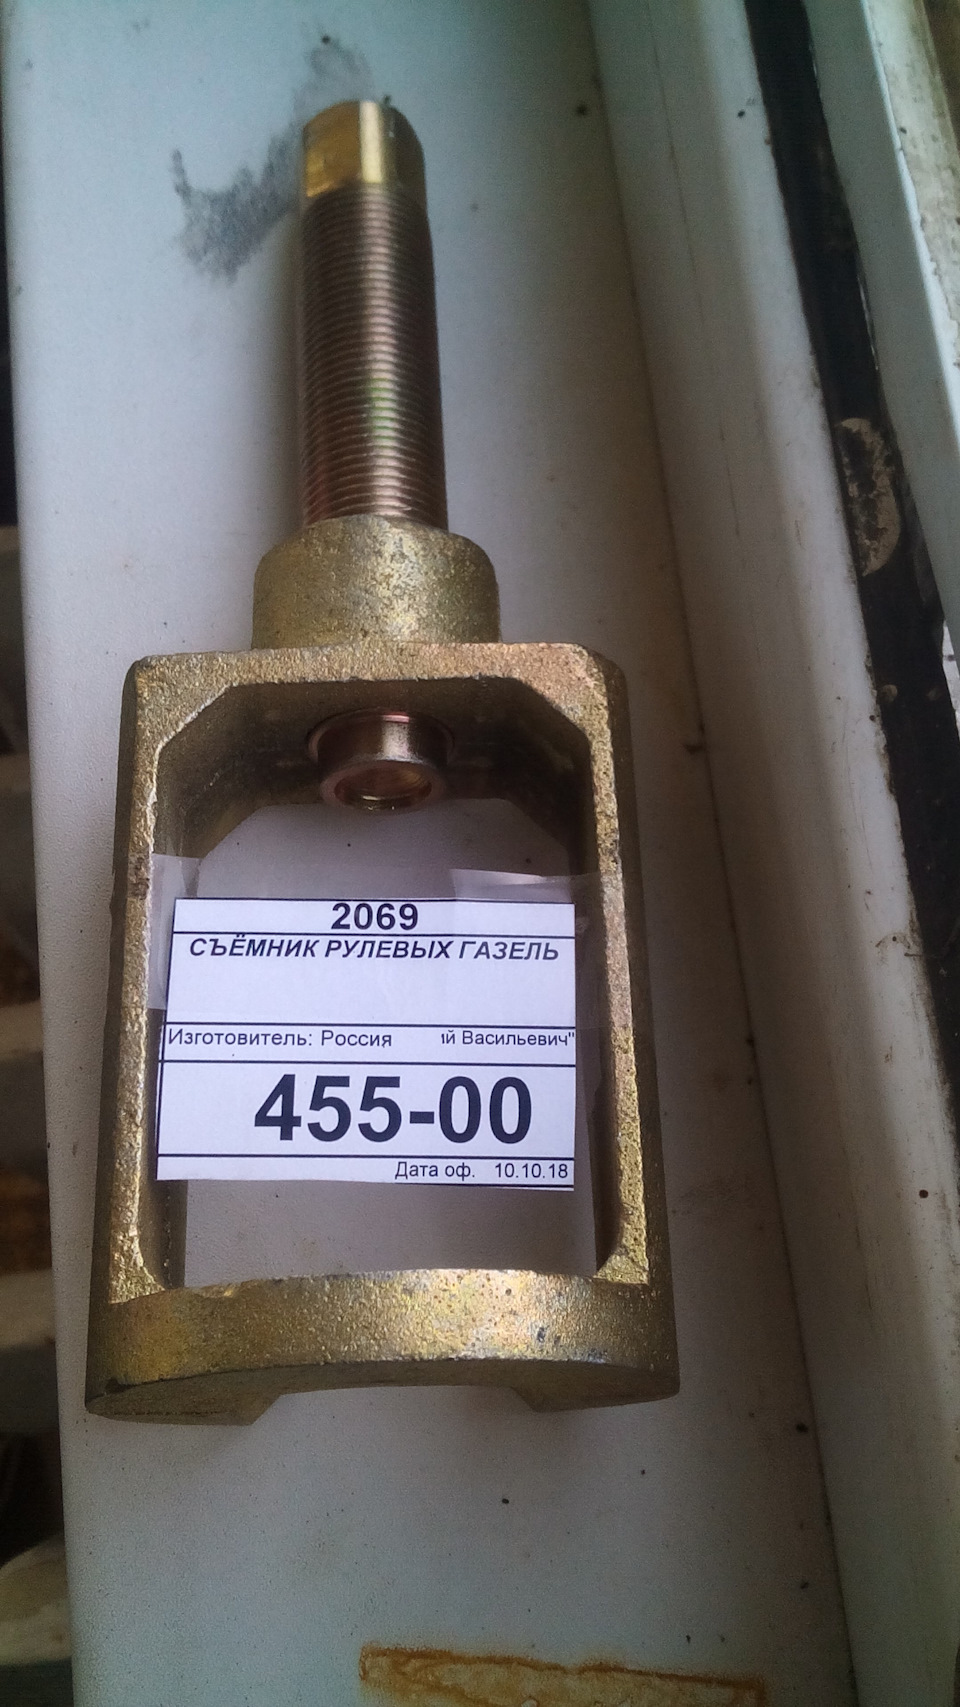 2069
СЪЁМНИК РУЛЕВЫХ ГАЗЕЛЬ
Изготовитель: Россия ий Васильевич"
455-00
Дата оф. 10.10.18